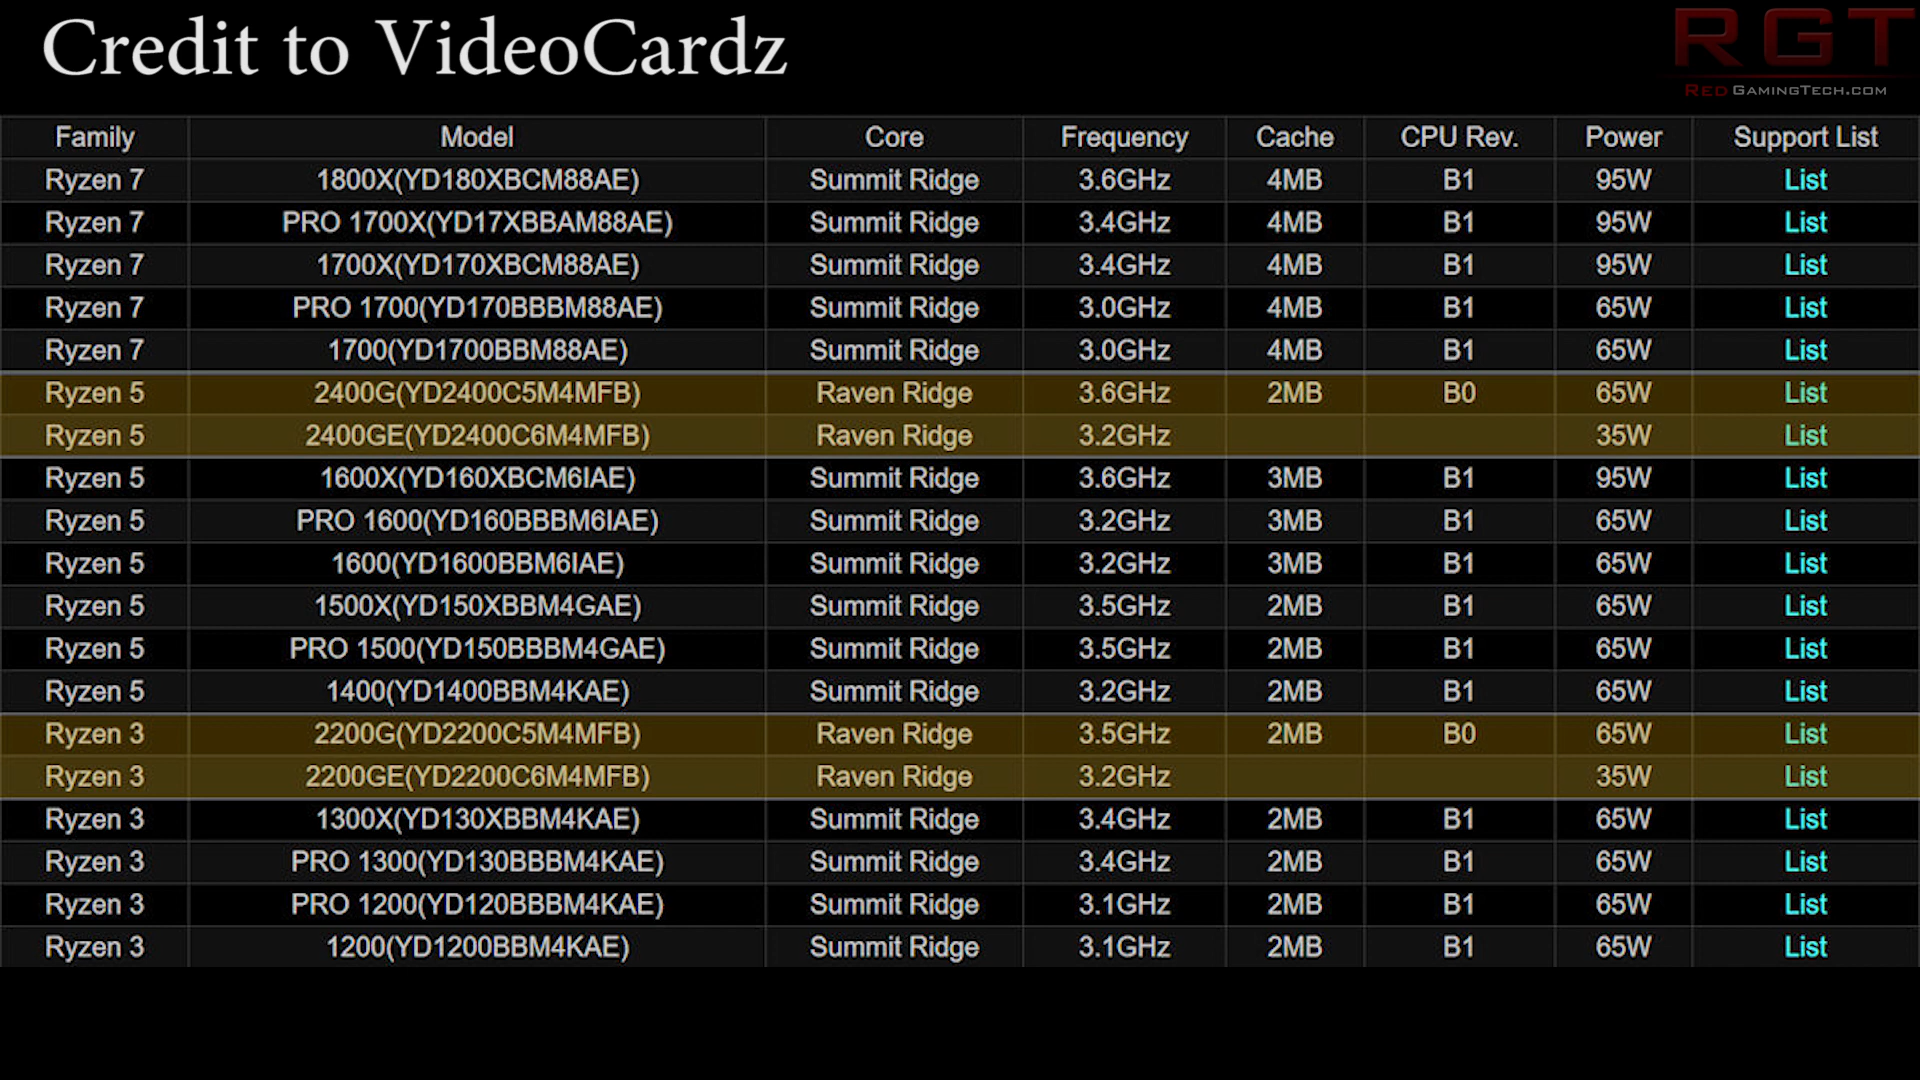 Credit to VideoCardz
RGT
RED GAMINGTECH.COM
Family Model Core Frequency Cache CPU Rev. Power Support List
Ryzen 7 1800X(YD180XBCM88AE) Summit Ridge 3.6GHz 4MB B1 95W List
Ryzen 7 PRO 1700X(YD17XBBAM88AE) Summit Ridge 3.4GHz 4MB B1 95W List
Ryzen 7 1700X(YD170XBCM88AE) Summit Ridge 3.4GHz 4MB B1 95W List
Ryzen 7 PRO 1700(YD170BBBM88AE) Summit Ridge 3.0GHz 4MB B1 65W List
Ryzen 7 1700(YD1700BBM88AE) Summit Ridge 3.0GHz 4MB B1 65W List
Ryzen 5 2400G(YD2400C5M4MFB) Raven Ridge 3.6GHz 2MB B0 65W List
Ryzen 5 2400GE(YD2400C6M4MFB) Raven Ridge 3.2GHz 35W List
Ryzen 5 1600X(YD160XBCM6IAE) Summit Ridge 3.6GHz 3MB B1 95W List
Ryzen 5 PRO 1600(YD160BBBM6IAE) Summit Ridge 3.2GHz 3MB B1 65W List
Ryzen 5 1600(YD1600BBM6IAE) Summit Ridge 3.2GHz 3MB B1 65W List
Ryzen 5 1500X(YD150XBBM4GAE) Summit Ridge 3.5GHz 2MB B1 65W List
Ryzen 5 PRO 1500(YD150BBBM4GAE) Summit Ridge 3.5GHz 2MB B1 65W List
Ryzen 5 1400(YD1400BBM4KAE) Summit Ridge 3.2GHz 2MB B1 65W List
Ryzen 3 2200G(YD2200C5M4MFB) Raven Ridge 3.5GHz 2MB B0 65W List
Ryzen 3 2200GE(YD2200C6M4MFB) Raven Ridge 3.2GHz 35W List
Ryzen 3 1300X(YD130XBBM4KAE) Summit Ridge 3.4GHz 2MB B1 65W List
Ryzen 3 PRO 1300(YD130BBBM4KAE) Summit Ridge 3.4GHz 2MB B1 65W List
Ryzen 3 PRO 1200(YD120BBBM4KAE) Summit Ridge 3.1GHz 2MB B1 65W List
Ryzen 3 1200(YD1200BBM4KAE) Summit Ridge 3.1GHz 2MB B1 65W List